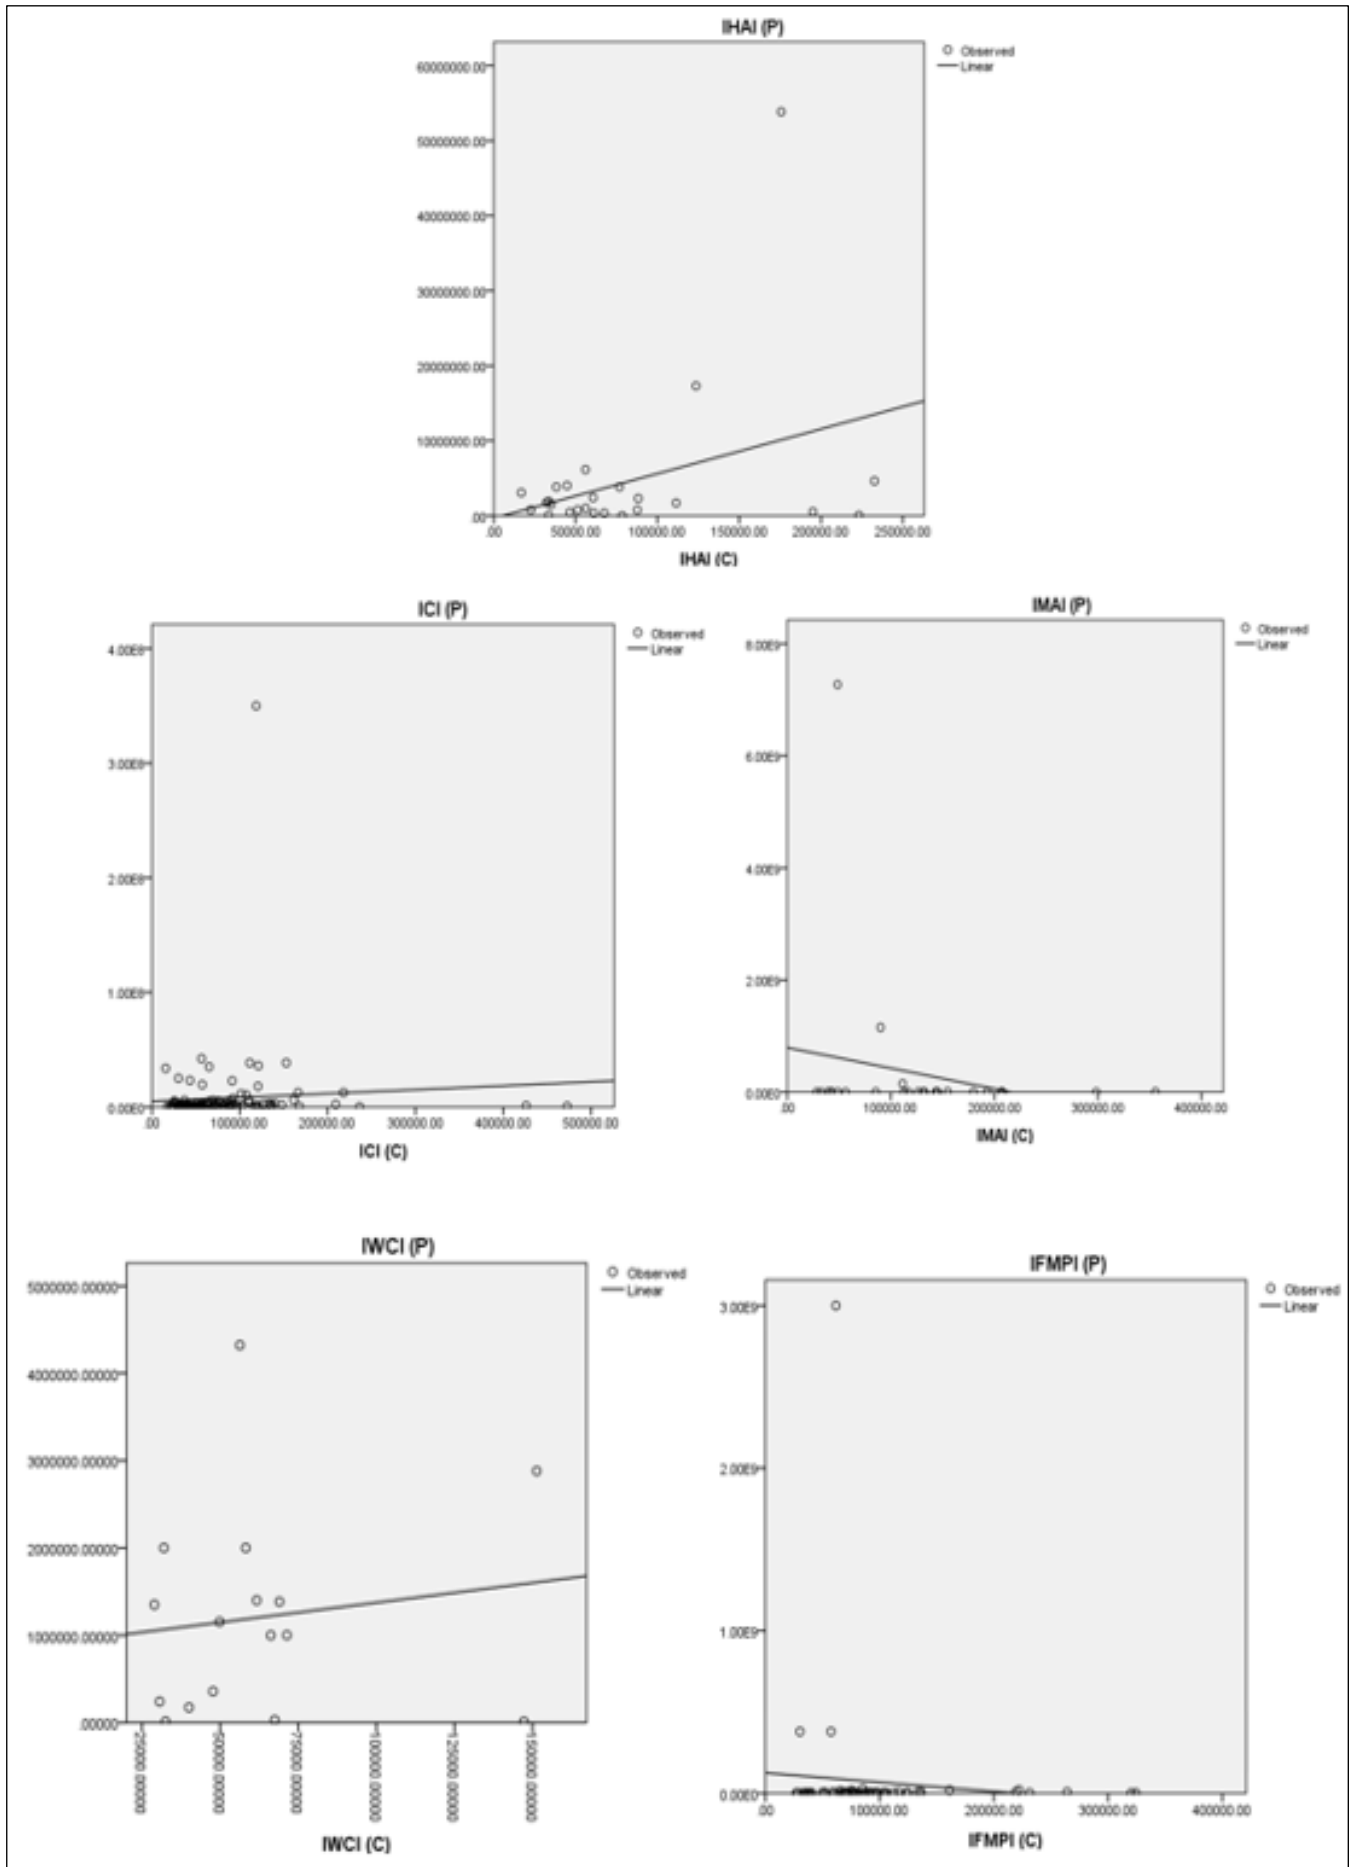 IHAI (P)
Observed
Linear
60000000.00
50000000.00
40000000.00
30000000.00
20000000.00
10000000.00
.00
.00 50000.00 100000.00 150000.00 200000.00 250000.00
IHAI (C)
ICI (P)
Observed
Linear
4.00E8
3.00E8
2.00E8
1.00E8
0.00E0
.00 100000.00 200000.00 300000.00 400000.00 500000.00
ICI (C)
IMAI (P)
Observed
Linear
8.00E9
6.00E9
4.00E9
2.00E9
0.00E0
.00 100000.00 200000.00 300000.00 400000.00
IMAI (C)
IWCI (P)
Observed
Linear
5000000.00000
4000000.00000
3000000.00000
2000000.00000
1000000.00000
.00000
25000.00000
50000.00000
75000.00000
100000.00000
125000.00000
150000.00000
IWCI (C)
IFMPI (P)
Observed
Linear
3.00E9
2.00E9
1.00E9
0.00E0
.00 100000.00 200000.00 300000.00 400000.00
IFMPI (C)